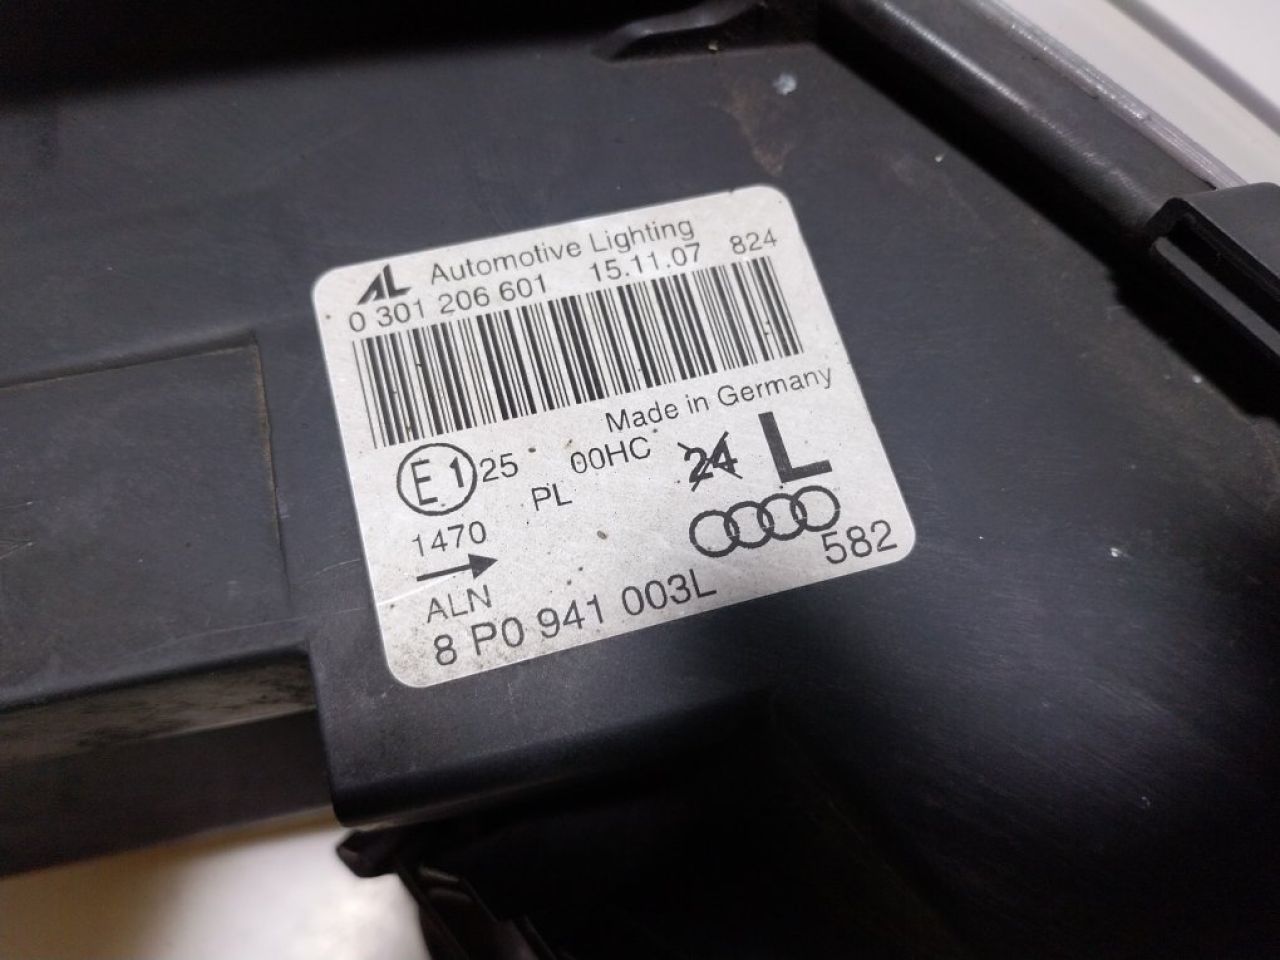 AL Automotive Lighting
0 301 206 601 15.11.07 824
Made in Germany
E1 25 00HC 24 L
PL
1470
ALN
582
8 P0 941 003L